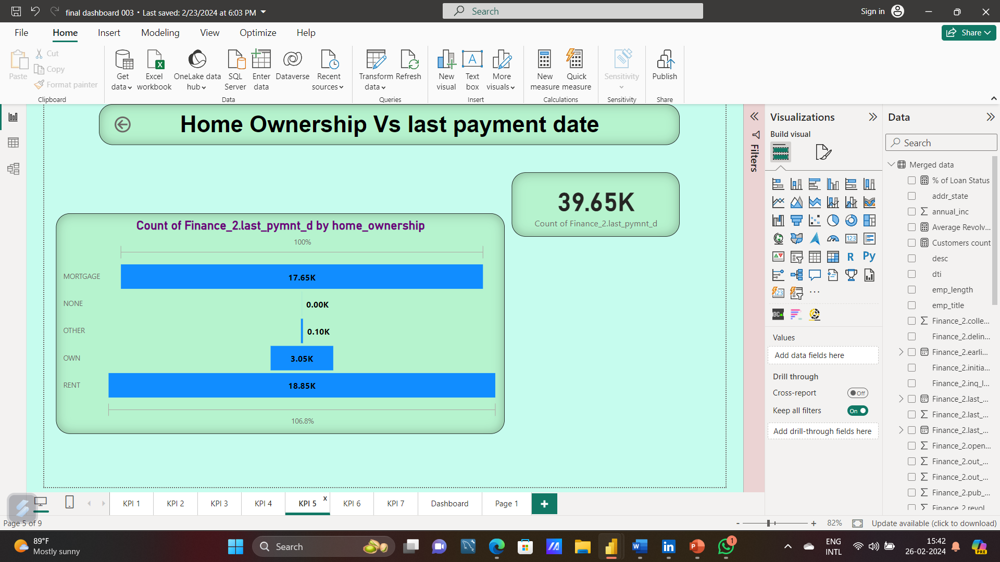 final dashboard 003 • Last saved: 2/23/2024 at 6:03 PM
Search
Sign in
File
Home
Insert
Modeling
View
Optimize
Help
Share
Paste
Cut
Copy
Format painter
Clipboard
Get data
Excel workbook
OneLake data hub
SQL Server
Enter data
Dataverse
Recent sources
Data
Transform data
Refresh
Queries
New visual
Text box
More visuals
Insert
New measure
Quick measure
Calculations
Sensitivity
Sensitivity
Publish
Share
Home Ownership Vs last payment date
39.65K
Count of Finance_2.last_pymnt_d
Count of Finance_2.last_pymnt_d by home_ownership
100%
MORTGAGE
17.65K
NONE
0.00K
OTHER
0.10K
OWN
3.05K
RENT
18.85K
106.8%
Filters
Visualizations
Build visual
123
R
Py
123
Values
Add data fields here
Drill through
Cross-report
Off
Keep all filters
On
Add drill-through fields here
Data
Search
Merged data
% of Loan Status
addr_state
annual_inc
Average Revolv...
Customers count
desc
dti
emp_length
emp_title
Finance_2.colle...
Finance_2.delin...
Finance_2.earli...
Finance_2.initia...
Finance_2.inq_l...
Finance_2.last_...
Finance_2.last_...
Finance_2.last_...
Finance_2.open...
Finance_2.out_...
Finance_2.out_...
Finance_2.pub_...
Finance_2.revol
KPI 1
KPI 2
KPI 3
KPI 4
KPI 5
x
KPI 6
KPI 7
Dashboard
Page 1
+
Page 5 of 9
- +
82%
Update available (click to download)
89°F
Mostly sunny
Search
1
ENG
INTL
15:42
26-02-2024
PRE